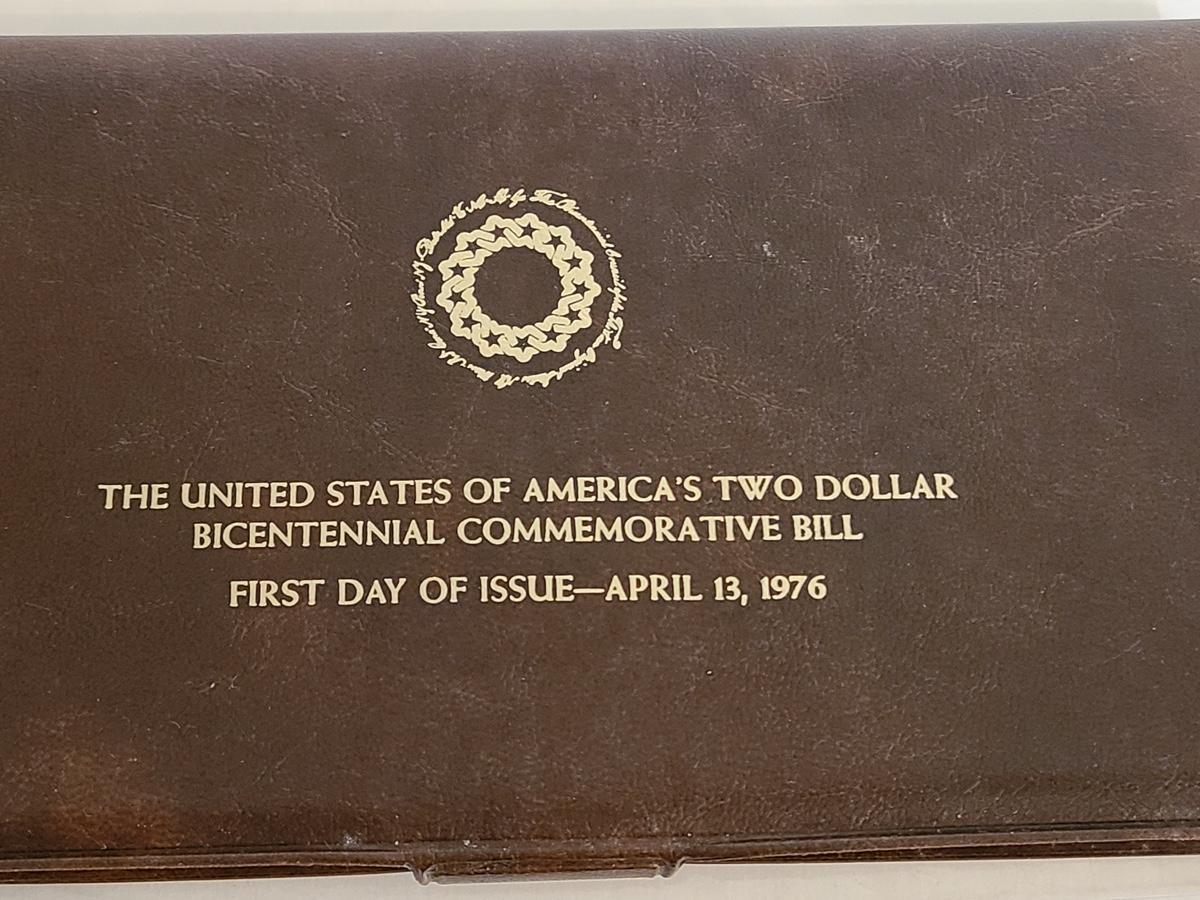 THE UNITED STATES OF AMERICA'S TWO DOLLAR
BICENTENNIAL COMMEMORATIVE BILL
FIRST DAY OF ISSUE—APRIL 13, 1976